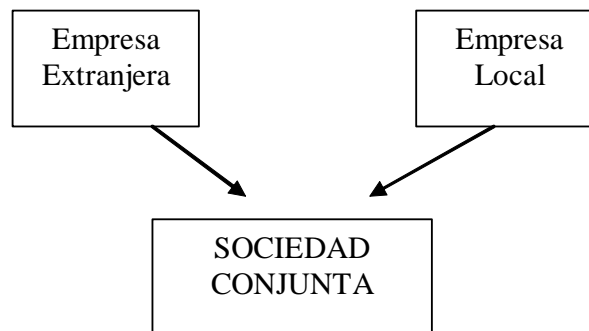 Empresa
Extranjera
Empresa
Local
SOCIEDAD
CONJUNTA